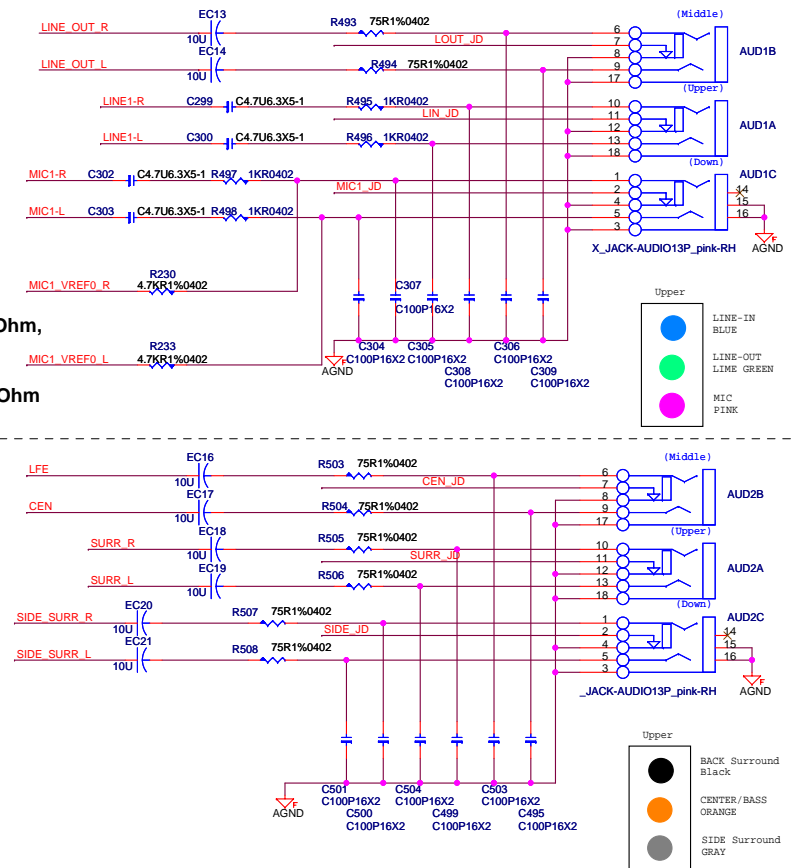 EC13
R493 75R1%0402
(Middle)
LINE_OUT_R
6
10U
LOUT_JD
7
EC14
8
AUD1B
LINE_OUT_L
R494 75R1%0402
9
10U
17
(Upper)
LINE1-R C299 C4.7U6.3X5-1 R495 1KR0402
10
LIN_JD
11
12
AUD1A
LINE1-L C300 C4.7U6.3X5-1 R496 1KR0402
13
18
(Down)
MIC1-R C302 C4.7U6.3X5-1 R497 1KR0402
1
AUD1C
MIC1_JD
2
14
4
15
MIC1-L C303 C4.7U6.3X5-1 R498 1KR0402
5
16
3
X_JACK-AUDIO13P_pink-RH
AGND
R230
MIC1_VREF0_R
4.7KR1%0402
C307
C100P16X2
Upper
Ohm,
LINE-IN
BLUE
R233
MIC1_VREF0_L
4.7KR1%0402
C304 C305 C306
C100P16X2 C100P16X2 C100P16X2
AGND
C308 C309
C100P16X2 C100P16X2
LINE-OUT
LIME GREEN
Ohm
MIC
PINK
EC16
R503 75R1%0402
(Middle)
LFE
6
10U
CEN_JD
7
EC17
8
AUD2B
CEN
R504 75R1%0402
9
10U
17
EC18
(Upper)
R505 75R1%0402
SURR_R
10
10U
SURR_JD
11
EC19
12
AUD2A
SURR_L
R506 75R1%0402
13
10U
18
EC20
(Down)
R507 75R1%0402
SIDE_SURR_R
1
AUD2C
10U
SIDE_JD
2
14
EC21
4
15
SIDE_SURR_L
R508 75R1%0402
5
16
10U
3
_JACK-AUDIO13P_pink-RH
AGND
Upper
BACK Surround
Black
C501 C504 C503
C100P16X2 C100P16X2 C100P16X2
AGND
C500 C499 C495
C100P16X2 C100P16X2 C100P16X2
CENTER/BASS
ORANGE
SIDE Surround
GRAY